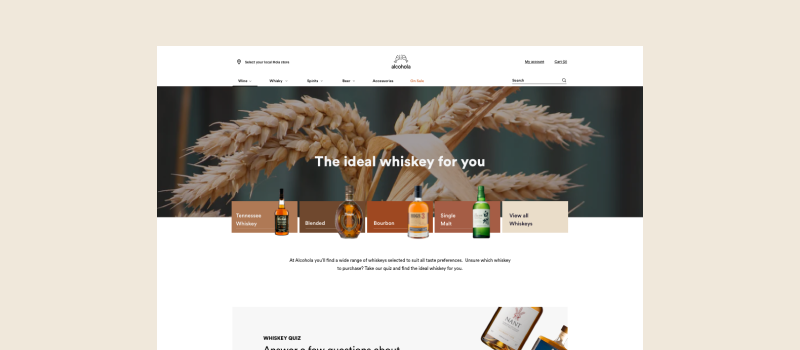 Select your local Kéa store
alcohola
My account
Cart (2)
Wine
Whisky
Spirits
Beer
Accessories
On Sale
Search
The ideal whiskey for you
Tennessee
Whiskey
Blended
Bourbon
Single
Malt
View all
Whiskeys
At Alcohola you'll find a wide range of whiskeys selected to suit all taste preferences. Unsure which whiskey
to purchase? Take our quiz and find the ideal whiskey for you.
WHISKEY QUIZ
Answer a few questions about
NANT